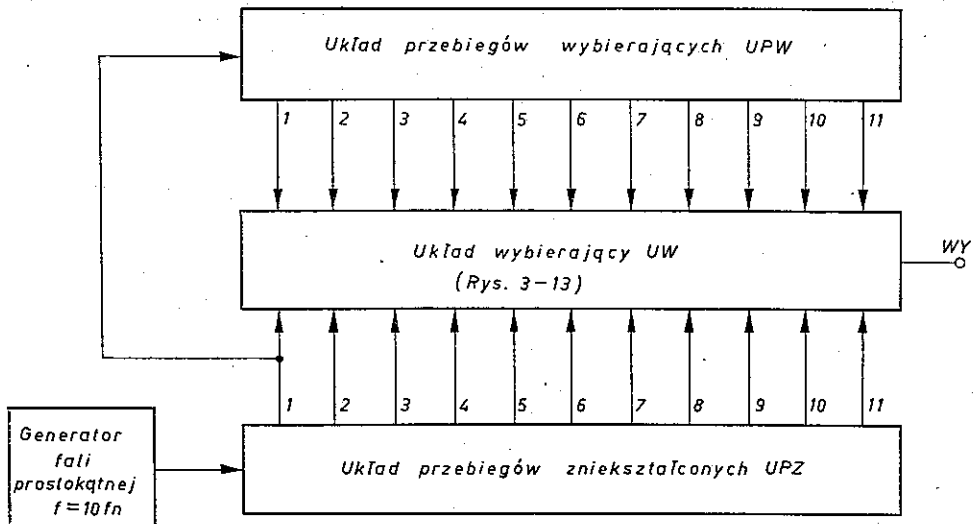 Układ przebiegów wybierających UPW
1 2 3 4 5 6 7 8 9 10 11
Układ wybierający UW
(Rys. 3-13)
WY
1 2 3 4 5 6 7 8 9 10 11
Generator
fali
prostokątnej
f = 10 fn
Układ przebiegów zniekształconych UPZ